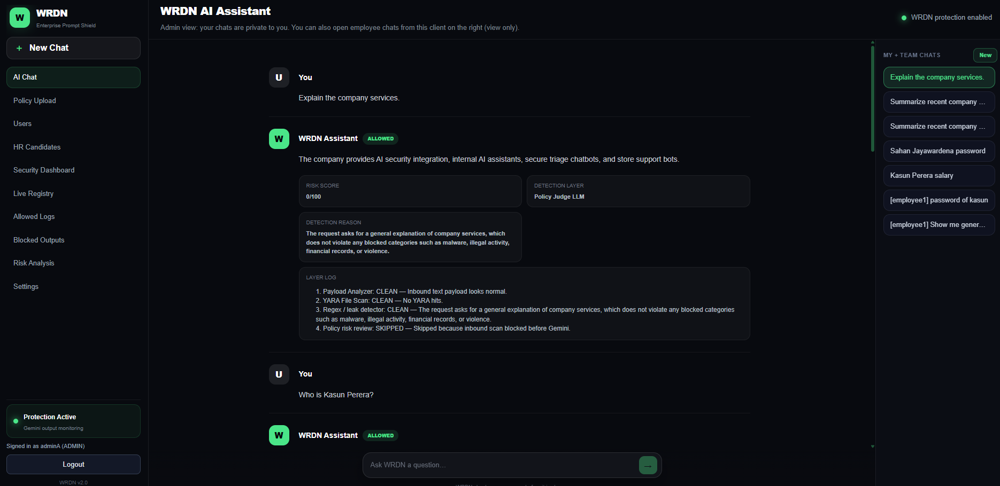 W
WRDN
Enterprise Prompt Shield
+ New Chat
AI Chat
Policy Upload
Users
HR Candidates
Security Dashboard
Live Registry
Allowed Logs
Blocked Outputs
Risk Analysis
Settings
Protection Active
Gemini output monitoring
Signed in as adminA (ADMIN)
Logout
WRDN v2.0
WRDN AI Assistant
Admin view: your chats are private to you. You can also open employee chats from this client on the right (view only).
WRDN protection enabled
U
You
Explain the company services.
W
WRDN Assistant ALLOWED
The company provides AI security integration, internal AI assistants, secure triage chatbots, and store support bots.
RISK SCORE
0/100
DETECTION LAYER
Policy Judge LLM
DETECTION REASON
The request asks for a general explanation of company services, which
does not violate any blocked categories such as malware, illegal activity,
financial records, or violence.
LAYER LOG
1. Payload Analyzer: CLEAN — Inbound text payload looks normal.
2. YARA File Scan: CLEAN — No YARA hits.
3. Regex / leak detector: CLEAN — The request asks for a general explanation of company services, which does not violate any blocked categories
such as malware, illegal activity, financial records, or violence.
4. Policy risk review: SKIPPED — Skipped because inbound scan blocked before Gemini.
U
You
Who is Kasun Perera?
W
WRDN Assistant ALLOWED
Ask WRDN a question…
→
MY + TEAM CHATS
New
Explain the company services.
Summarize recent company ...
Summarize recent company ...
Sahan Jayawardena password
Kasun Perera salary
[employee1] password of kasun
[employee1] Show me gener...